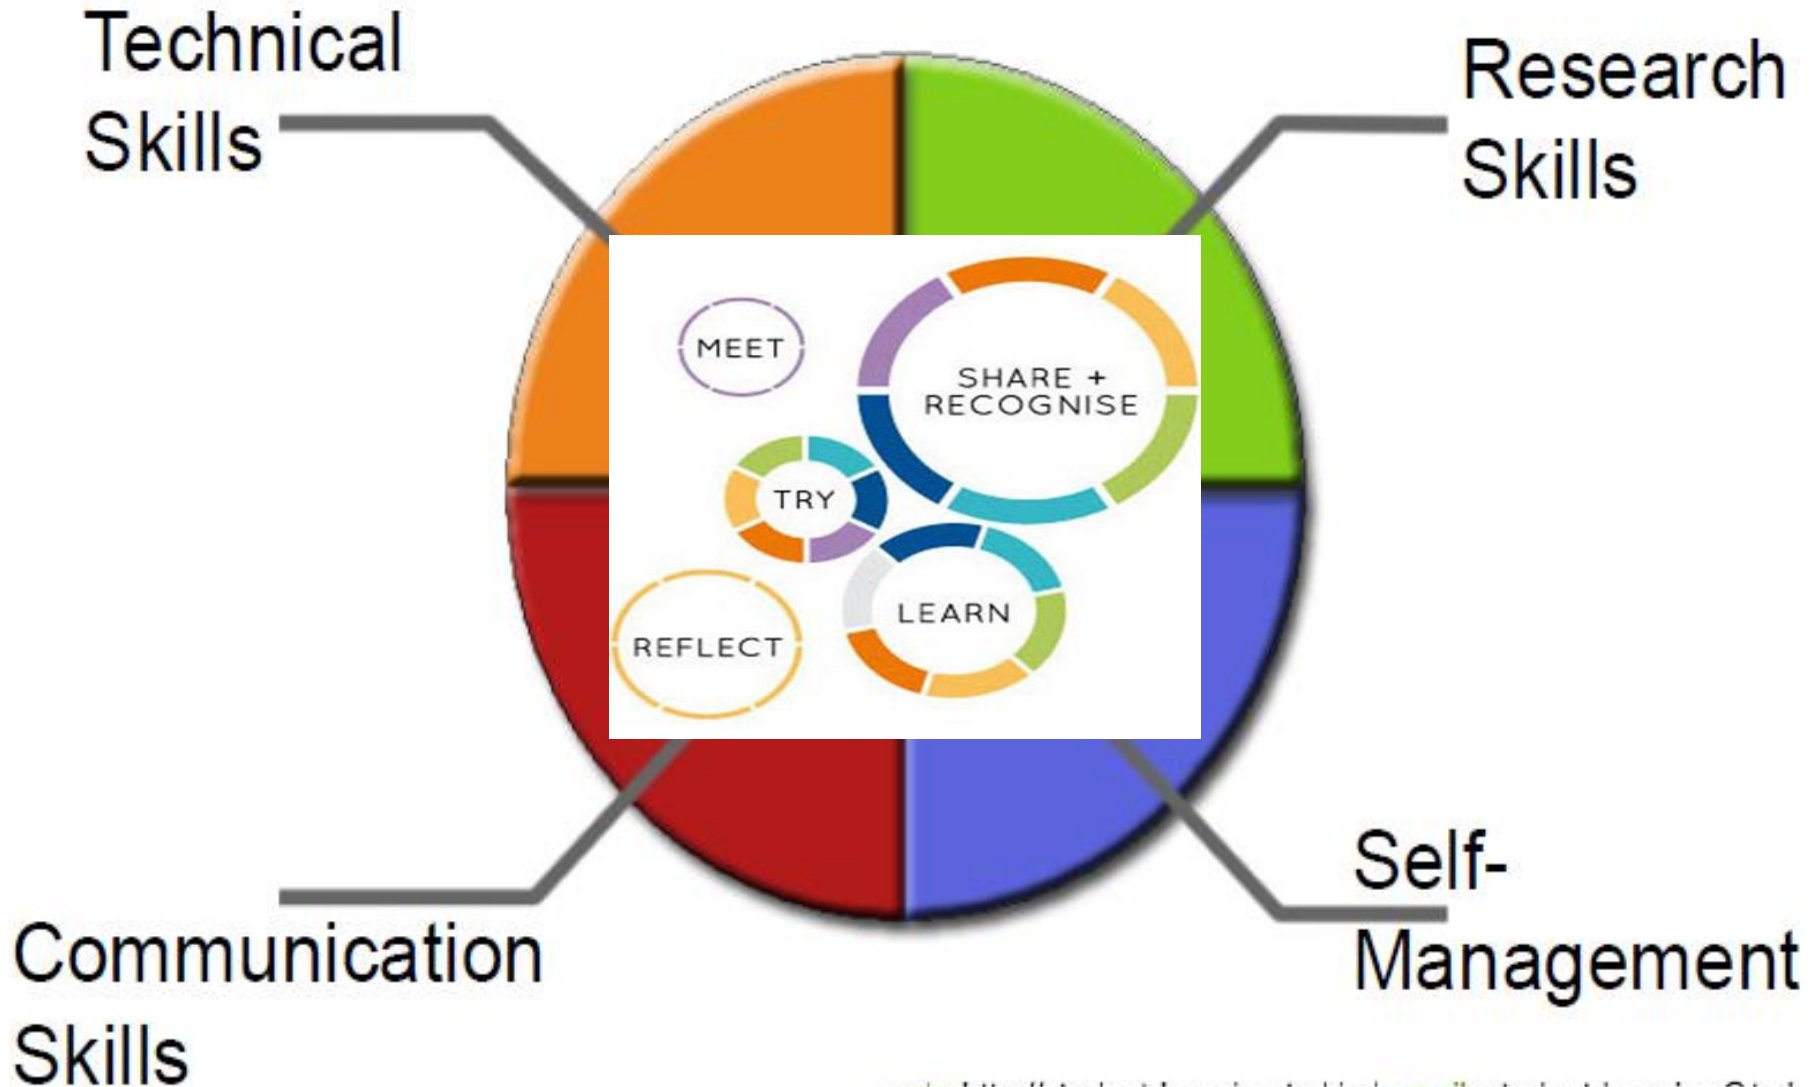 Technical
Skills
Research
Skills
MEET
SHARE +
RECOGNISE
TRY
LEARN
REFLECT
Communication
Skills
Self-
Management